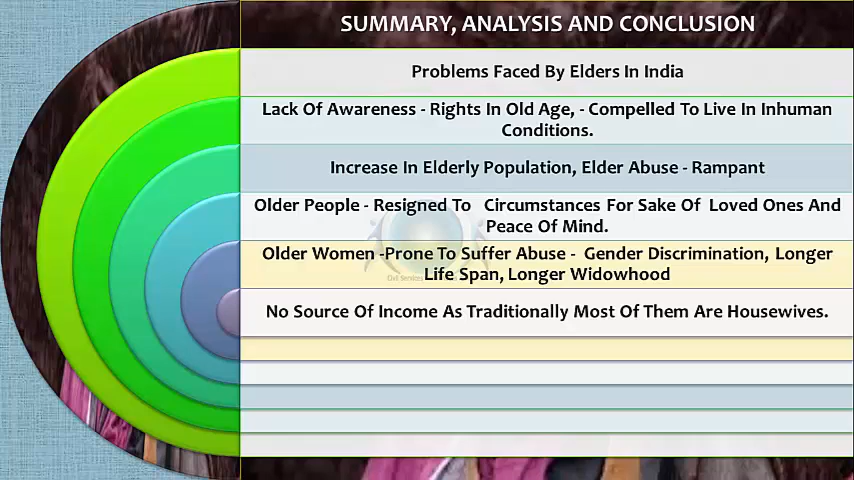 SUMMARY, ANALYSIS AND CONCLUSION
Problems Faced By Elders In India
Lack Of Awareness - Rights In Old Age, - Compelled To Live In Inhuman
Conditions.
Increase In Elderly Population, Elder Abuse - Rampant
Older People - Resigned To Circumstances For Sake Of Loved Ones And
Peace Of Mind.
Older Women -Prone To Suffer Abuse - Gender Discrimination, Longer
Life Span, Longer Widowhood
Civil Services
No Source Of Income As Traditionally Most Of Them Are Housewives.